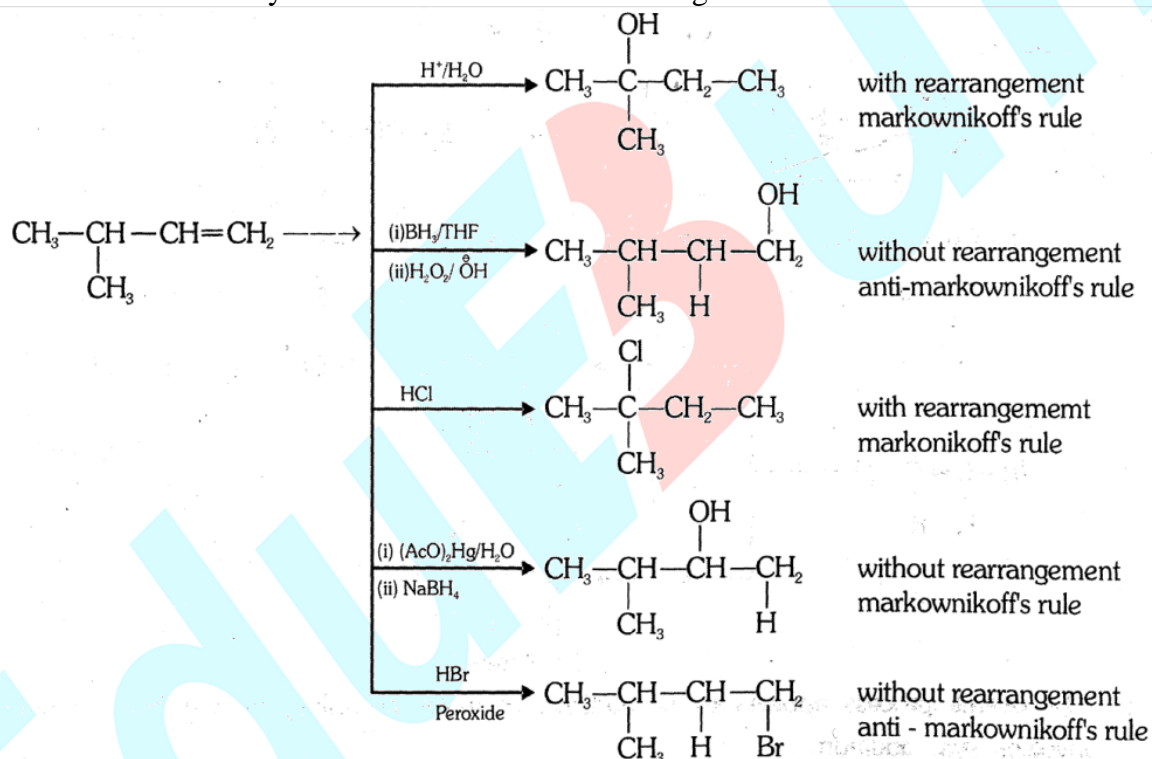 OH
H⁺/H₂O
CH₃—C—CH₂—CH₃
CH₃
with rearrangement
markownikoff's rule
CH₃—CH—CH=CH₂
CH₃
(i)BH₃/THF
(ii)H₂O₂/ ӨH
OH
CH₃—CH—CH—CH₂
CH₃ H
without rearrangement
anti-markownikoff's rule
HCl
Cl
CH₃—C—CH₂—CH₃
CH₃
with rearrangememt
markonikoff's rule
(i) (AcO)₂Hg/H₂O
(ii) NaBH₄
OH
CH₃—CH—CH—CH₂
CH₃ H
without rearrangement
markownikoff's rule
HBr
Peroxide
CH₃—CH—CH—CH₂
CH₃ H Br
without rearrangement
anti - markownikoff's rule